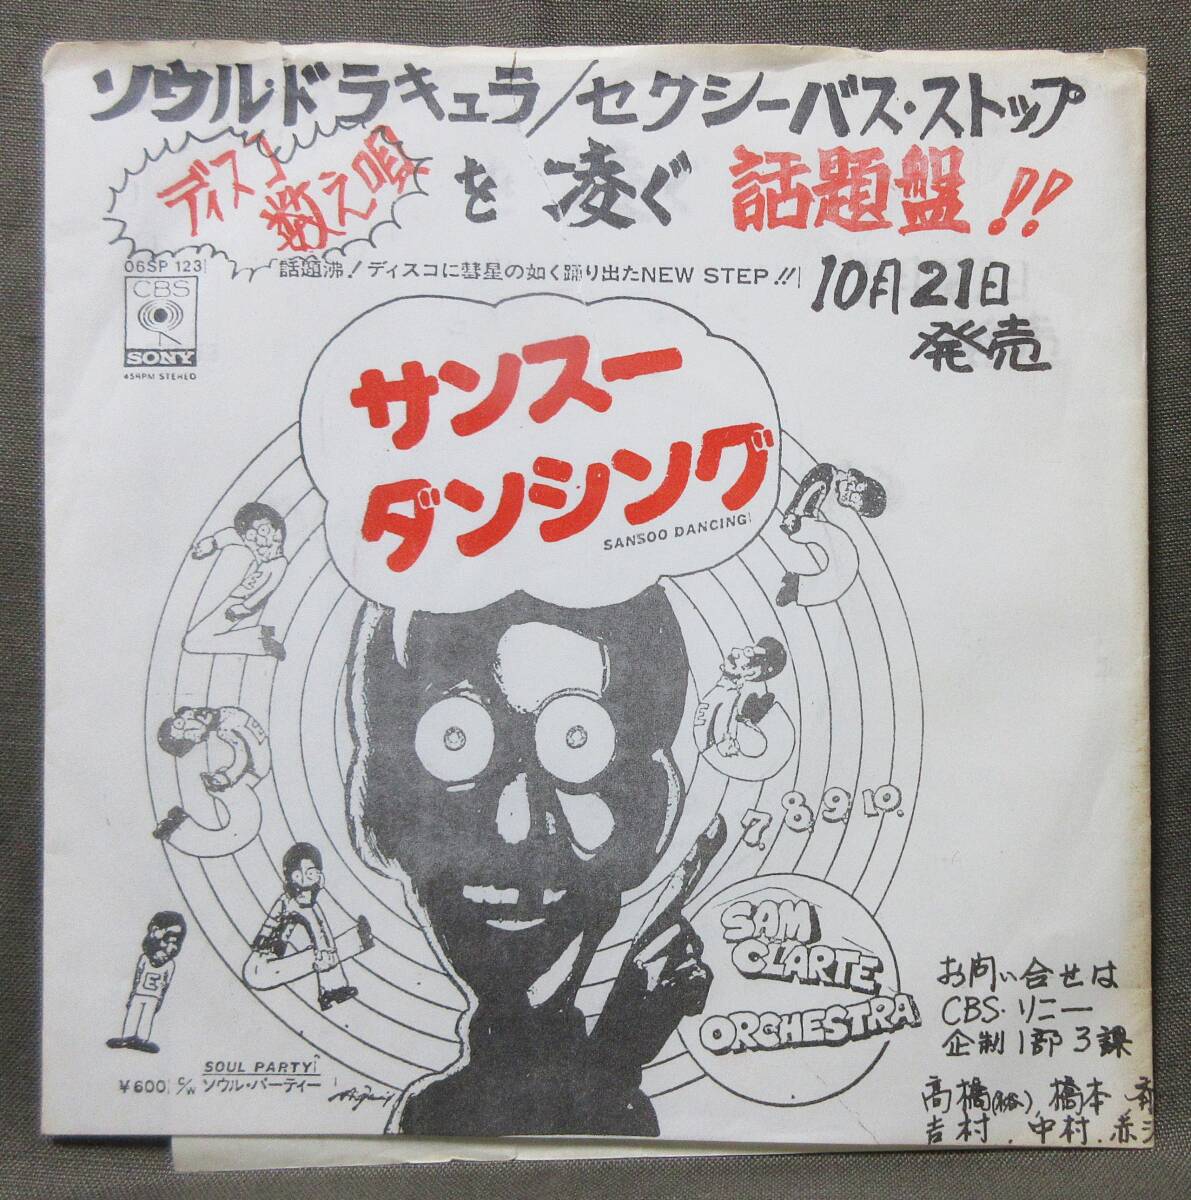 ソウル・ドラキュラ/セクシーバス・ストップ
ディスコ
数え唄
を凌ぐ 話題盤!!
06SP 123
話題沸!ディスコに彗星の如く踊り出たNEW STEP!!
10月21日
発売
CBS
SONY
45RPM STEREO
サンスー
ダンシング
SANSOO DANCING
7. 8. 9. 10.
SAM
CLARTE
ORCHESTRA
お問い合せは
CBS・ソニー
企制1部3課
高橋(裕).橋本.
吉村.中村.赤
SOUL PARTY
¥600 C/W ソウル・パーティー